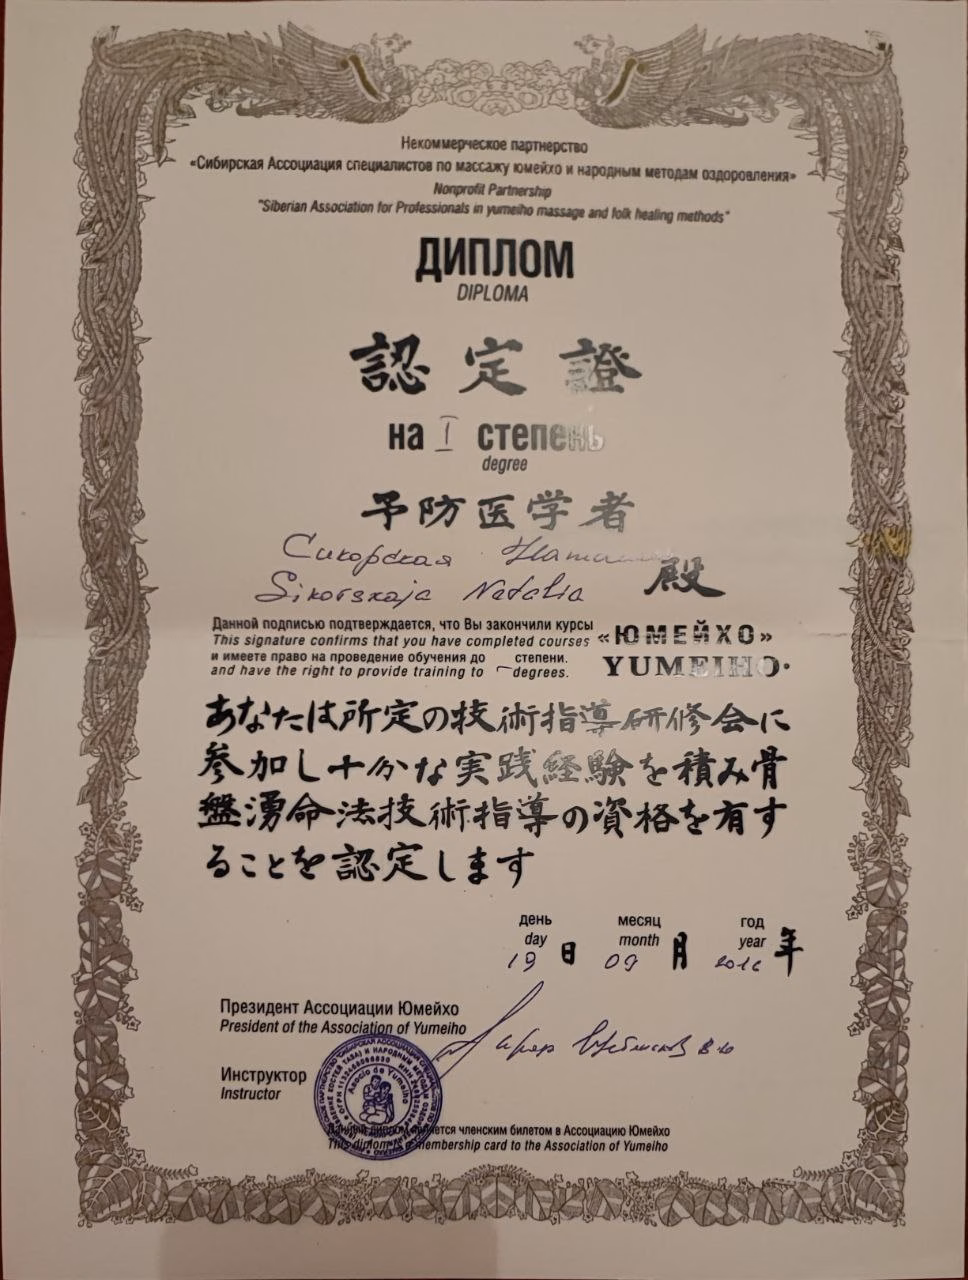 Некоммерческое партнерство
«Сибирская Ассоциация специалистов по массажу юмейхо и народным методам оздоровления»
Nonprofit Partnership
"Siberian Association for Professionals in yumeiho massage and folk healing methods"
ДИПЛОМ
DIPLOMA
認定證
на I степень
degree
予防医学者
Сикорская
Sikorskaja Natalia 殿
Данной подписью подтверждается, что Вы закончили курсы «ЮМЕЙХО»
This signature confirms that you have completed courses YUMEIHO.
и имеете право на проведение обучения до — степени.
and have the right to provide training to — degrees.
あなたは所定の技術指導研修会に
参加し十分な実践経験を積み骨
盤湧命法技術指導の資格を有す
ることを認定します
день месяц год
day month year
19 日 09 月 年
Президент Ассоциации Юмейхо
President of the Association of Yumeiho
Инструктор
Instructor
Asocio de Yumeiho
Данный диплом является членским билетом в Ассоциацию Юмейхо
This diploma is membership card to the Association of Yumeiho